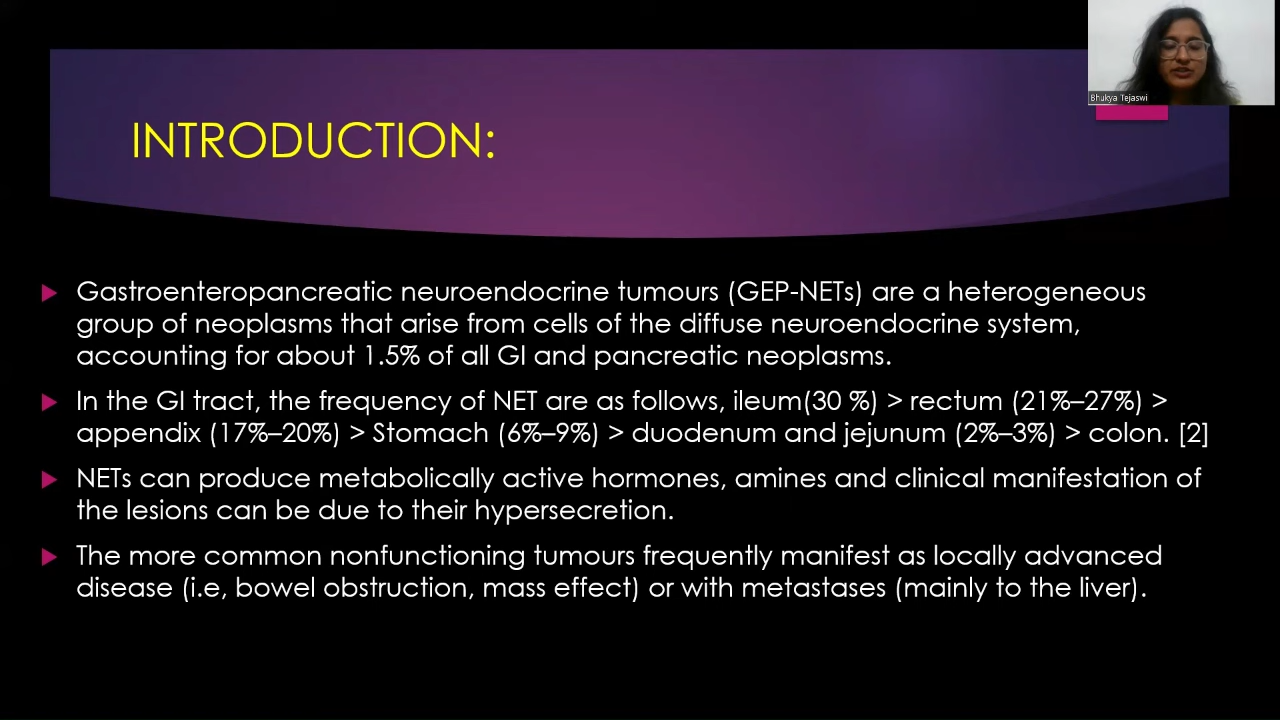 Bhukya Tejaswi
INTRODUCTION:
Gastroenteropancreatic neuroendocrine tumours (GEP-NETs) are a heterogeneous
group of neoplasms that arise from cells of the diffuse neuroendocrine system,
accounting for about 1.5% of all GI and pancreatic neoplasms.
In the GI tract, the frequency of NET are as follows, ileum(30 %) > rectum (21%–27%) >
appendix (17%–20%) > Stomach (6%–9%) > duodenum and jejunum (2%–3%) > colon. [2]
NETs can produce metabolically active hormones, amines and clinical manifestation of
the lesions can be due to their hypersecretion.
The more common nonfunctioning tumours frequently manifest as locally advanced
disease (i.e, bowel obstruction, mass effect) or with metastases (mainly to the liver).